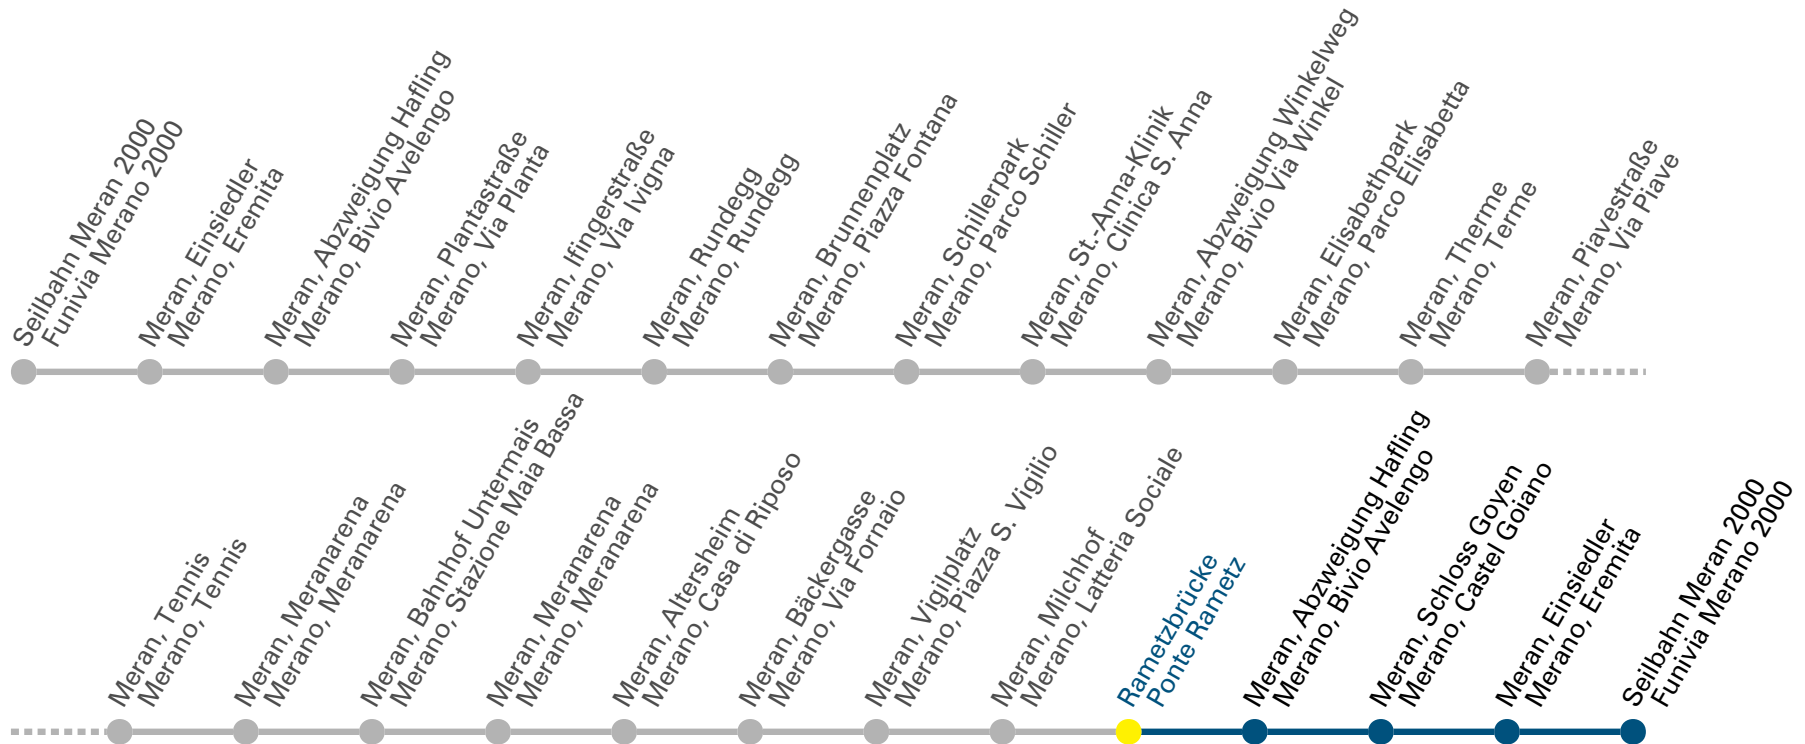 Seilbahn Meran 2000
Funivia Merano 2000
Meran, Einsiedler
Merano, Eremita
Meran, Abzweigung Hafling
Merano, Bivio Avelengo
Meran, Plantastraße
Merano, Via Planta
Meran, Ifingerstraße
Merano, Via Ivigna
Meran, Rundegg
Merano, Rundegg
Meran, Brunnenplatz
Merano, Piazza Fontana
Meran, Schillerpark
Merano, Parco Schiller
Meran, St.-Anna-Klinik
Merano, Clinica S. Anna
Meran, Abzweigung Winkelweg
Merano, Bivio Via Winkel
Meran, Elisabethpark
Merano, Parco Elisabetta
Meran, Therme
Merano, Terme
Meran, Piavestraße
Merano, Via Piave
Meran, Tennis
Merano, Tennis
Meran, Meranarena
Merano, Meranarena
Meran, Bahnhof Untermais
Merano, Stazione Maia Bassa
Meran, Meranarena
Merano, Meranarena
Meran, Altersheim
Merano, Casa di Riposo
Meran, Bäckergasse
Merano, Via Fornaio
Meran, Vigilplatz
Merano, Piazza S. Vigilio
Meran, Milchhof
Merano, Latteria Sociale
Rametzbrücke
Ponte Rametz
Meran, Abzweigung Hafling
Merano, Bivio Avelengo
Meran, Schloss Goyen
Merano, Castel Goiano
Meran, Einsiedler
Merano, Eremita
Seilbahn Meran 2000
Funivia Merano 2000